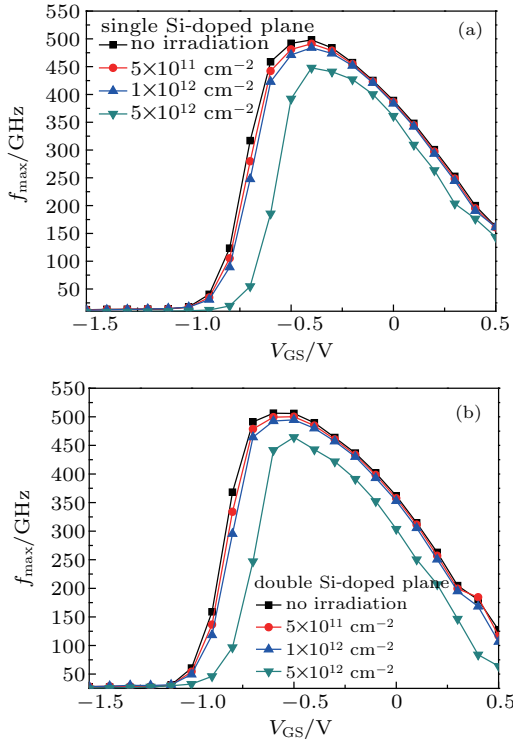 single Si-doped plane
(a)
no irradiation
5×10¹¹ cm⁻²
1×10¹² cm⁻²
5×10¹² cm⁻²
550
500
450
400
350
300
250
200
150
100
50
f_max/GHz
−1.5
−1.0
−0.5
0
0.5
V_GS/V
(b)
550
500
450
400
350
300
250
200
150
100
50
f_max/GHz
double Si-doped plane
no irradiation
5×10¹¹ cm⁻²
1×10¹² cm⁻²
5×10¹² cm⁻²
−1.5
−1.0
−0.5
0
0.5
V_GS/V